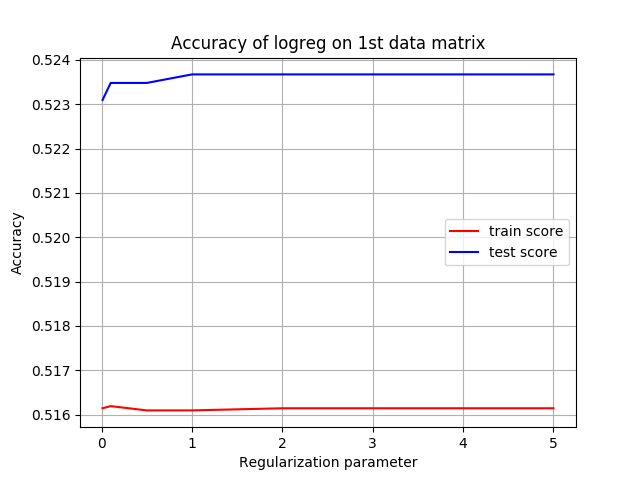 Accuracy of logreg on 1st data matrix
0.524
0.523
0.522
0.521
0.520
0.519
0.518
0.517
0.516
Accuracy
train score
test score
0 1 2 3 4 5
Regularization parameter